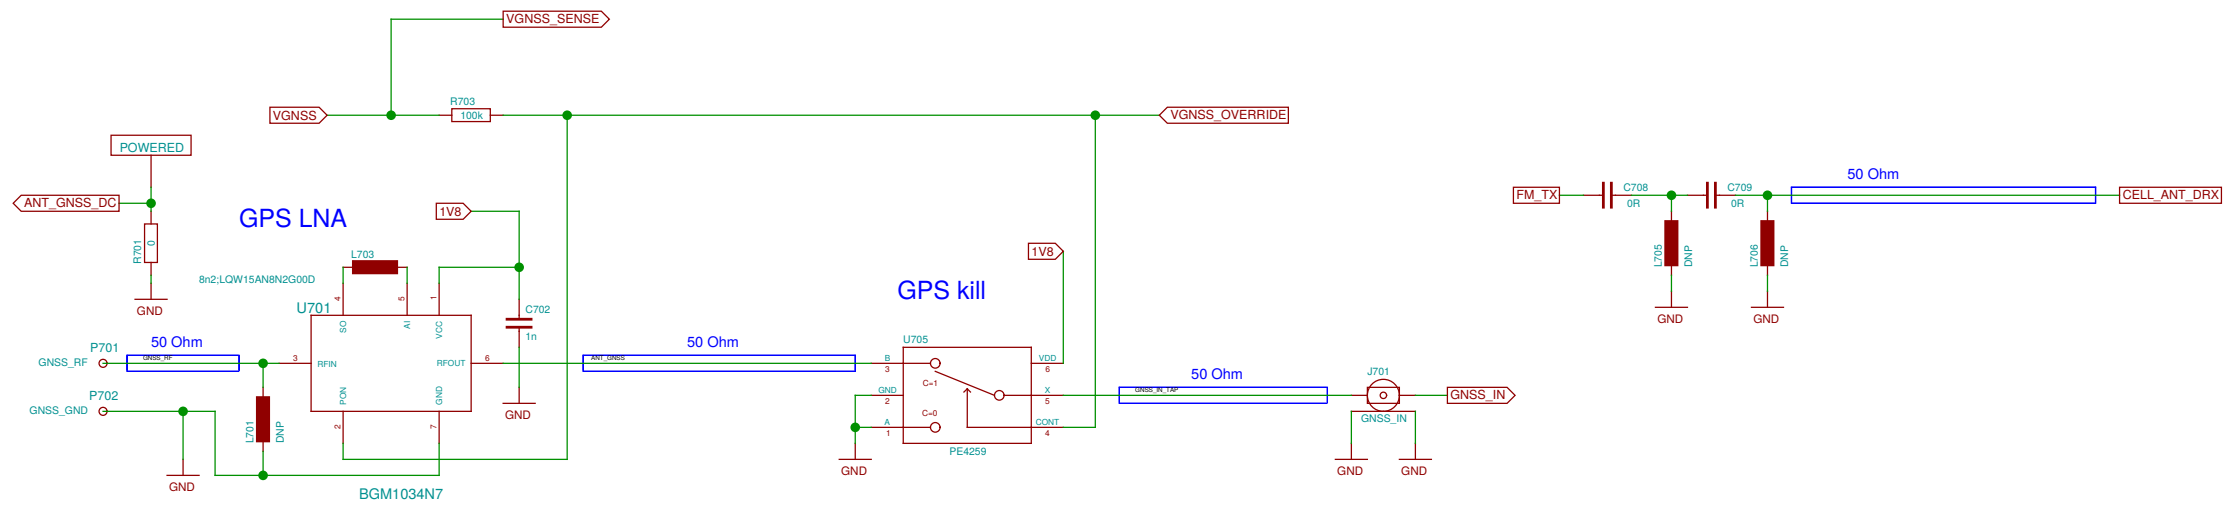 VGNSS_SENSE
R703
VGNSS
100k
VGNSS_OVERRIDE
POWERED
ANT_GNSS_DC
R701
0
GND
GPS LNA
1V8
L703
8n2;LQW15AN8N2G00D
U701
4
5
1
SO
AI
VCC
C702
1n
GND
P701
GNSS_RF
50 Ohm
GNSS_RF
3
RFIN
RFOUT
6
PON
GND
2
7
P702
GNSS_GND
L701
DNP
GND
BGM1034N7
50 Ohm
ANT_GNSS
GPS kill
1V8
U705
B
3
GND
2
A
1
C=1
C=0
VDD
6
X
5
CONT
4
PE4259
GND
50 Ohm
GNSS_IN_TAP
J701
GNSS_IN
GNSS_IN
GND
GND
FM_TX
C708
0R
C709
0R
50 Ohm
CELL_ANT_DRX
L705
DNP
L706
DNP
GND
GND